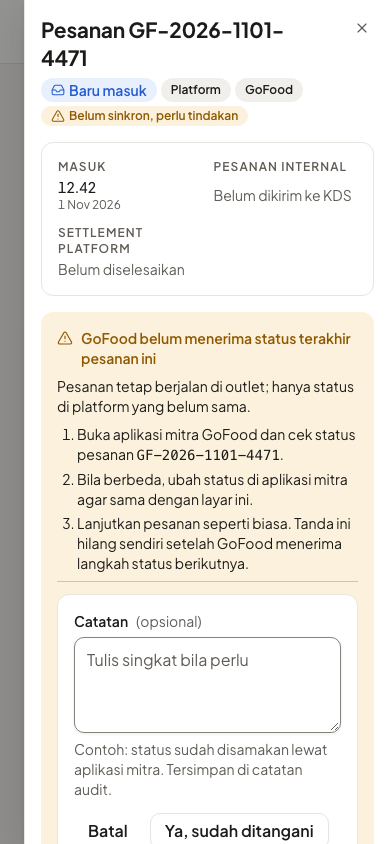 Pesanan GF-2026-1101-
4471
Baru masuk
Platform
GoFood
Belum sinkron, perlu tindakan
MASUK
12.42
1 Nov 2026
PESANAN INTERNAL
Belum dikirim ke KDS
SETTLEMENT
PLATFORM
Belum diselesaikan
GoFood belum menerima status terakhir
pesanan ini
Pesanan tetap berjalan di outlet; hanya status
di platform yang belum sama.
1. Buka aplikasi mitra GoFood dan cek status
pesanan GF-2026-1101-4471.
2. Bila berbeda, ubah status di aplikasi mitra
agar sama dengan layar ini.
3. Lanjutkan pesanan seperti biasa. Tanda ini
hilang sendiri setelah GoFood menerima
langkah status berikutnya.
Catatan (opsional)
Tulis singkat bila perlu
Contoh: status sudah disamakan lewat
aplikasi mitra. Tersimpan di catatan
audit.
Batal
Ya, sudah ditangani